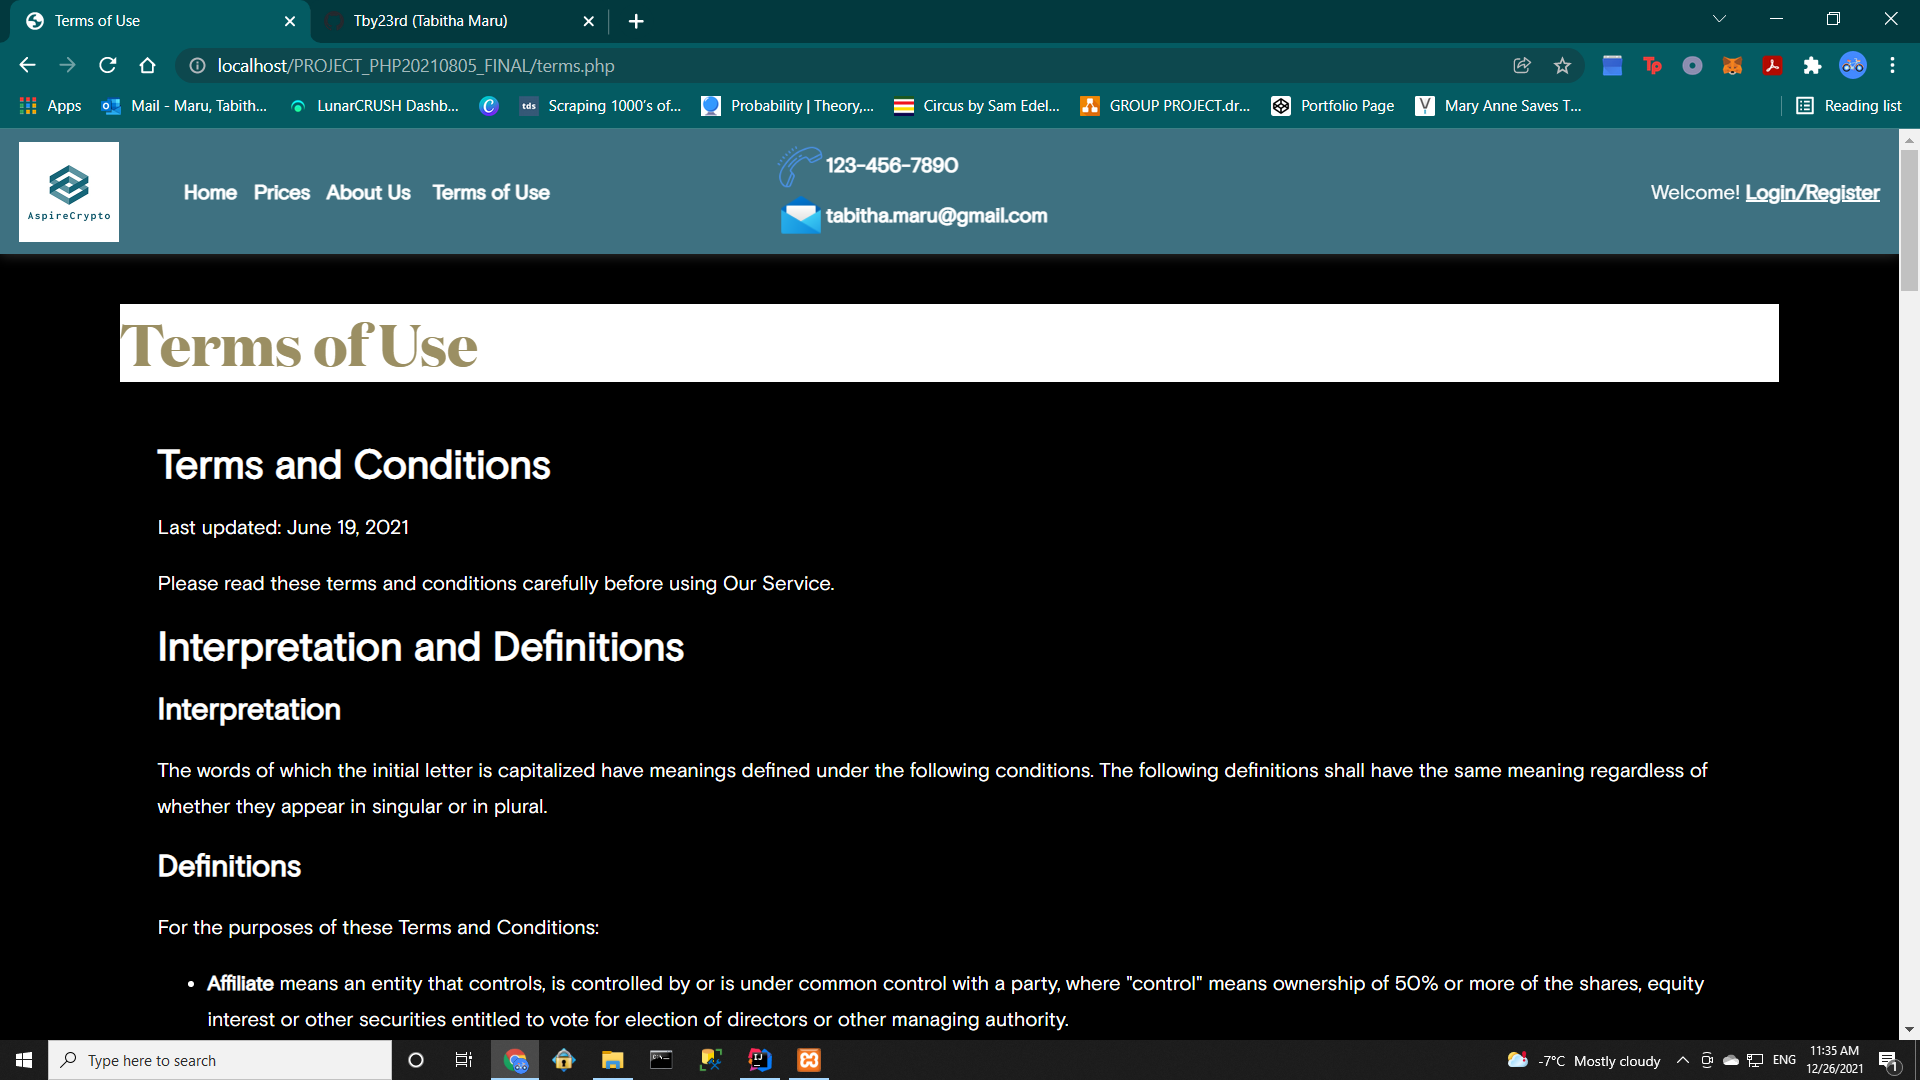 Terms of Use
Tby23rd (Tabitha Maru)
localhost/PROJECT_PHP20210805_FINAL/terms.php
Apps
Mail - Maru, Tabith...
LunarCRUSH Dashb...
tds
Scraping 1000's of...
Probability | Theory,...
Circus by Sam Edel...
GROUP PROJECT.dr...
Portfolio Page
Mary Anne Saves T...
Reading list
AspireCrypto
Home
Prices
About Us
Terms of Use
123-456-7890
tabitha.maru@gmail.com
Welcome! Login/Register
Terms of Use
Terms and Conditions
Last updated: June 19, 2021
Please read these terms and conditions carefully before using Our Service.
Interpretation and Definitions
Interpretation
The words of which the initial letter is capitalized have meanings defined under the following conditions. The following definitions shall have the same meaning regardless of
whether they appear in singular or in plural.
Definitions
For the purposes of these Terms and Conditions:
• Affiliate means an entity that controls, is controlled by or is under common control with a party, where "control" means ownership of 50% or more of the shares, equity
interest or other securities entitled to vote for election of directors or other managing authority.
Type here to search
-7°C Mostly cloudy
ENG
11:35 AM
12/26/2021
1